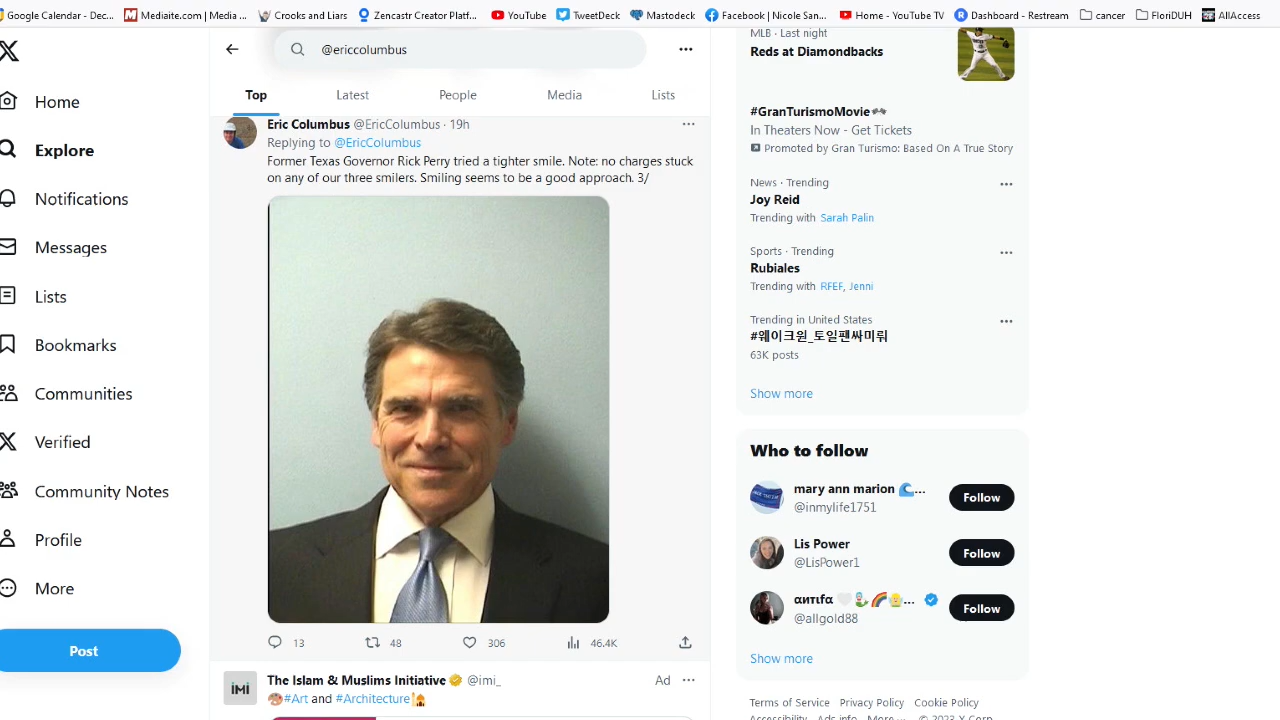 Google Calendar - Dec...
Mediaite.com | Media ...
Crooks and Liars
Zencastr Creator Platf...
YouTube
TweetDeck
Mastodeck
Facebook | Nicole San...
Home - YouTube TV
Dashboard - Restream
cancer
FloriDUH
AllAccess
Home
Explore
Notifications
Messages
Lists
Bookmarks
Communities
Verified
Community Notes
Profile
More
Post
@ericcolumbus
Top
Latest
People
Media
Lists
Eric Columbus @EricColumbus · 19h
Replying to @EricColumbus
Former Texas Governor Rick Perry tried a tighter smile. Note: no charges stuck
on any of our three smilers. Smiling seems to be a good approach. 3/
13
48
306
46.4K
The Islam & Muslims Initiative @imi_
Ad
iMi
🎨#Art and #Architecture🕌
MLB · Last night
Reds at Diamondbacks
#GranTurismoMovie
In Theaters Now - Get Tickets
Promoted by Gran Turismo: Based On A True Story
News · Trending
Joy Reid
Trending with Sarah Palin
Sports · Trending
Rubiales
Trending with RFEF, Jenni
Trending in United States
#웨이크원_토일팬싸미뤄
63K posts
Show more
Who to follow
mary ann marion 🌊...
@inmylife1751
Follow
Lis Power
@LisPower1
Follow
αитιfα 🤍🧜‍♂️🌈👼...
@allgold88
Follow
Show more
Terms of Service Privacy Policy Cookie Policy
Accessibility Ads info More ... © 2023 X Corp.